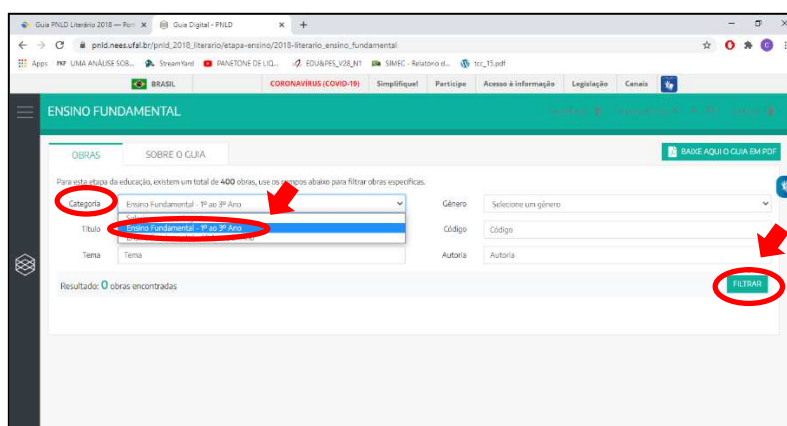 Guia PNLD Literário 2018 — Port
Guia Digital - PNLD
pnld.nees.ufal.br/pnld_2018_literario/etapa-ensino/2018-literario_ensino_fundamental
Apps UMA ANÁLISE SOB... StreamYard PANETONE DE LIQ... EDU&PES_V28_N1 SIMEC - Relatório d... tcc_15.pdf
BRASIL CORONAVÍRUS (COVID-19) Simplifique! Participe Acesso à informação Legislação Canais
ENSINO FUNDAMENTAL
OBRAS SOBRE O GUIA BAIXE AQUI O GUIA EM PDF
Para esta etapa da educação, existem um total de 400 obras, use os campos abaixo para filtrar obras específicas.
Categoria Ensino Fundamental - 1º ao 3º Ano Gênero Selecione um gênero
Título Ensino Fundamental - 1º ao 3º Ano Código Código
Tema Tema Autoria Autoria
Resultado: 0 obras encontradas FILTRAR